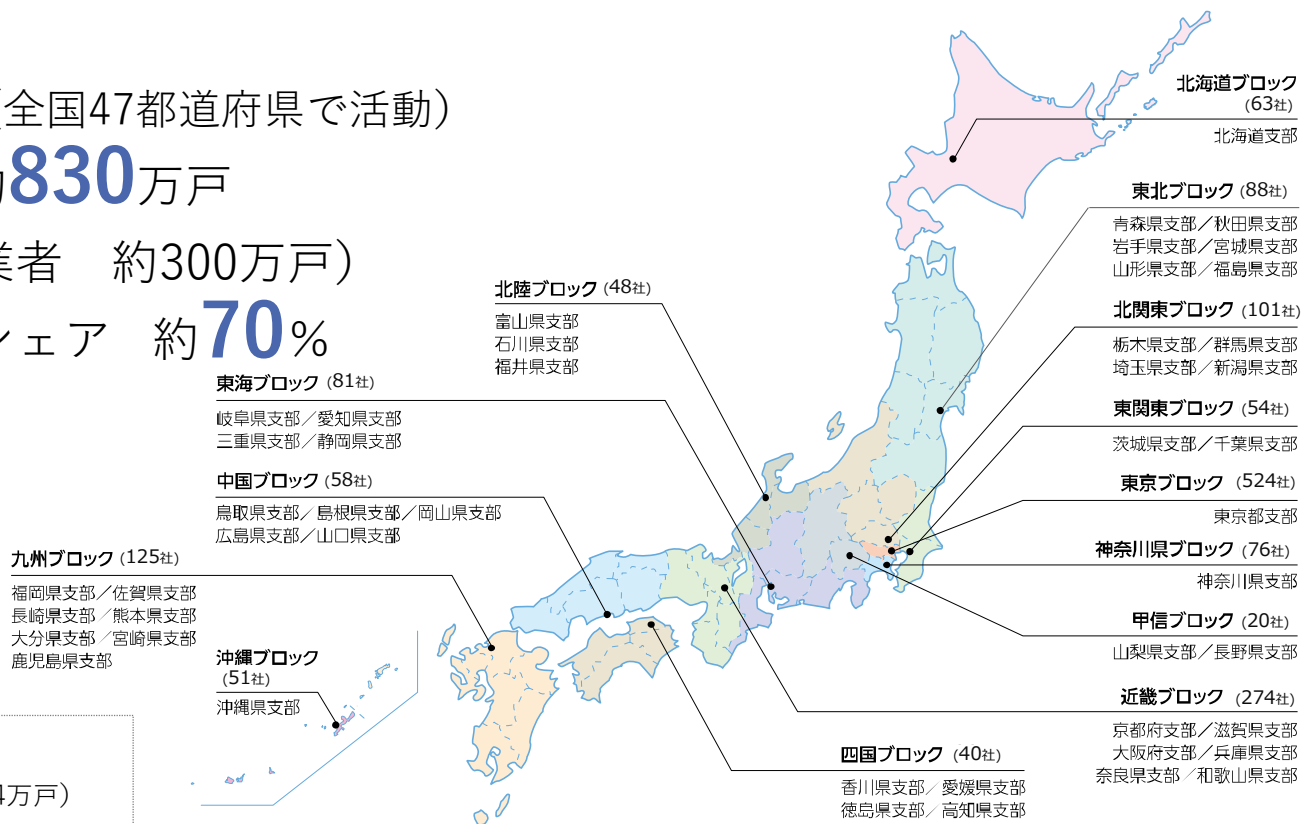 (全国47都道府県で活動)
830万戸
業者　約300万戸)
シェア　約70%
北海道ブロック
(63社)
北海道支部
東北ブロック (88社)
青森県支部／秋田県支部
岩手県支部／宮城県支部
山形県支部／福島県支部
北陸ブロック (48社)
富山県支部
石川県支部
福井県支部
北関東ブロック (101社)
栃木県支部／群馬県支部
埼玉県支部／新潟県支部
東海ブロック (81社)
岐阜県支部／愛知県支部
三重県支部／静岡県支部
東関東ブロック (54社)
茨城県支部／千葉県支部
中国ブロック (58社)
鳥取県支部／島根県支部／岡山県支部
広島県支部／山口県支部
東京ブロック (524社)
東京都支部
神奈川県ブロック (76社)
神奈川県支部
九州ブロック (125社)
福岡県支部／佐賀県支部
長崎県支部／熊本県支部
大分県支部／宮崎県支部
鹿児島県支部
甲信ブロック (20社)
山梨県支部／長野県支部
沖縄ブロック
(51社)
沖縄県支部
近畿ブロック (274社)
京都府支部／滋賀県支部
大阪府支部／兵庫県支部
奈良県支部／和歌山県支部
四国ブロック (40社)
香川県支部／愛媛県支部
徳島県支部／高知県支部
万戸)